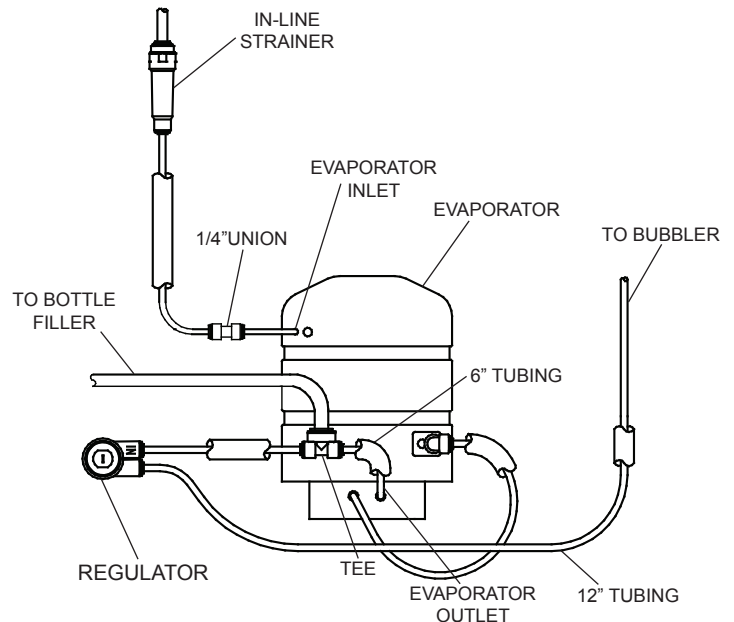 IN-LINE
STRAINER
EVAPORATOR
INLET
EVAPORATOR
1/4”UNION
TO BUBBLER
TO BOTTLE
FILLER
6” TUBING
IN
REGULATOR
TEE
EVAPORATOR
OUTLET
12” TUBING